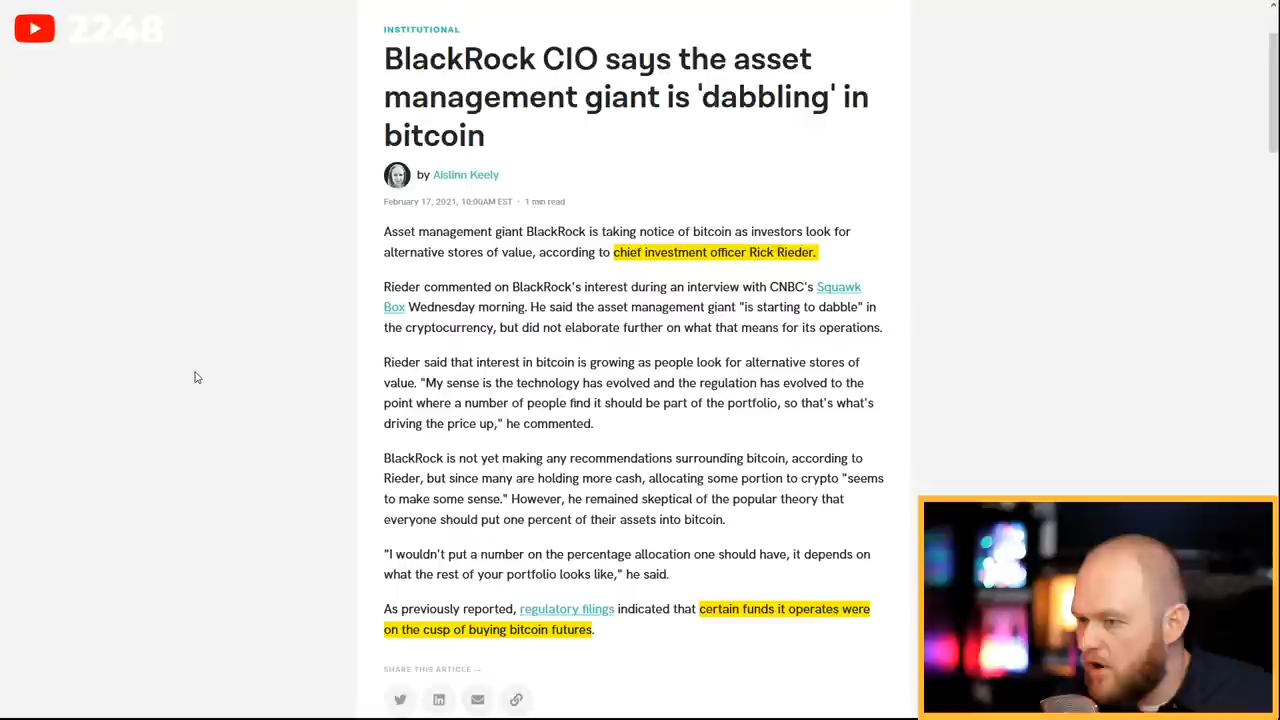 2248
INSTITUTIONAL
BlackRock CIO says the asset
management giant is 'dabbling' in
bitcoin
by Aislinn Keely
February 17, 2021, 10:00AM EST · 1 min read
Asset management giant BlackRock is taking notice of bitcoin as investors look for
alternative stores of value, according to chief investment officer Rick Rieder.
Rieder commented on BlackRock's interest during an interview with CNBC's Squawk
Box Wednesday morning. He said the asset management giant "is starting to dabble" in
the cryptocurrency, but did not elaborate further on what that means for its operations.
Rieder said that interest in bitcoin is growing as people look for alternative stores of
value. "My sense is the technology has evolved and the regulation has evolved to the
point where a number of people find it should be part of the portfolio, so that's what's
driving the price up," he commented.
BlackRock is not yet making any recommendations surrounding bitcoin, according to
Rieder, but since many are holding more cash, allocating some portion to crypto "seems
to make some sense." However, he remained skeptical of the popular theory that
everyone should put one percent of their assets into bitcoin.
"I wouldn't put a number on the percentage allocation one should have, it depends on
what the rest of your portfolio looks like," he said.
As previously reported, regulatory filings indicated that certain funds it operates were
on the cusp of buying bitcoin futures.
SHARE THIS ARTICLE →